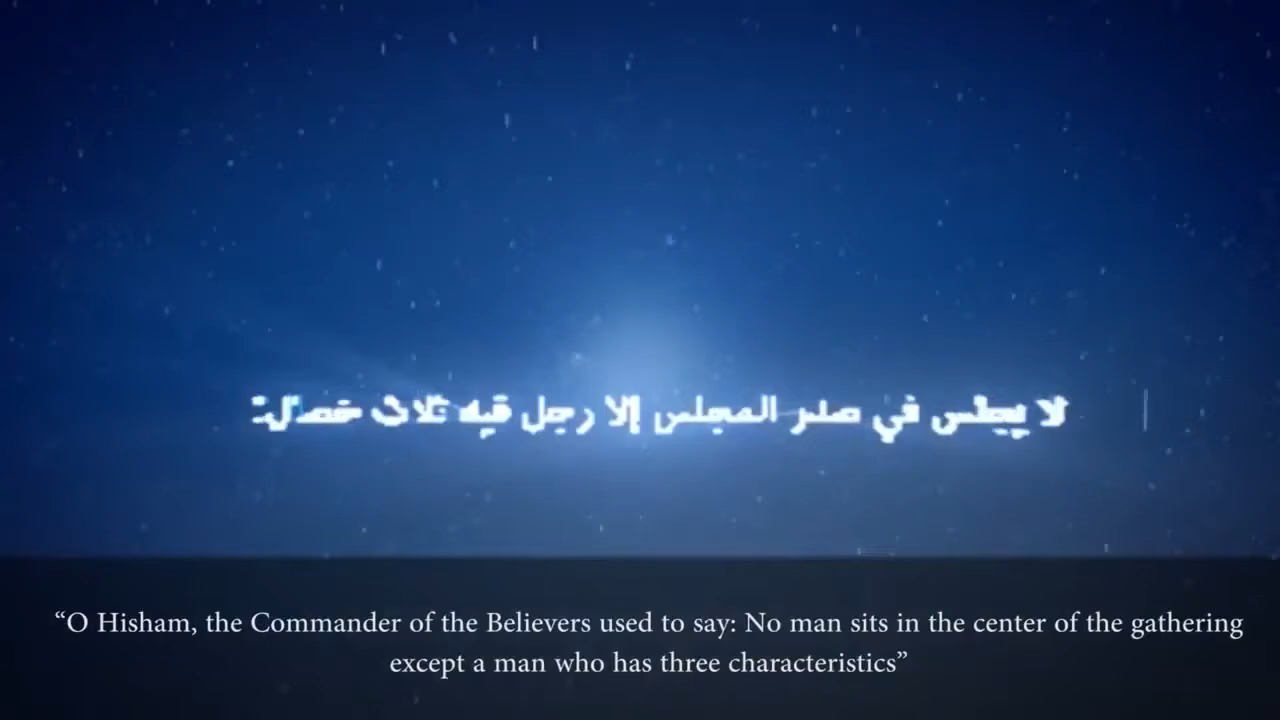 لا يجلس في صدر المجلس إلا رجل فيه ثلاث خصال:
“O Hisham, the Commander of the Believers used to say: No man sits in the center of the gathering
except a man who has three characteristics”